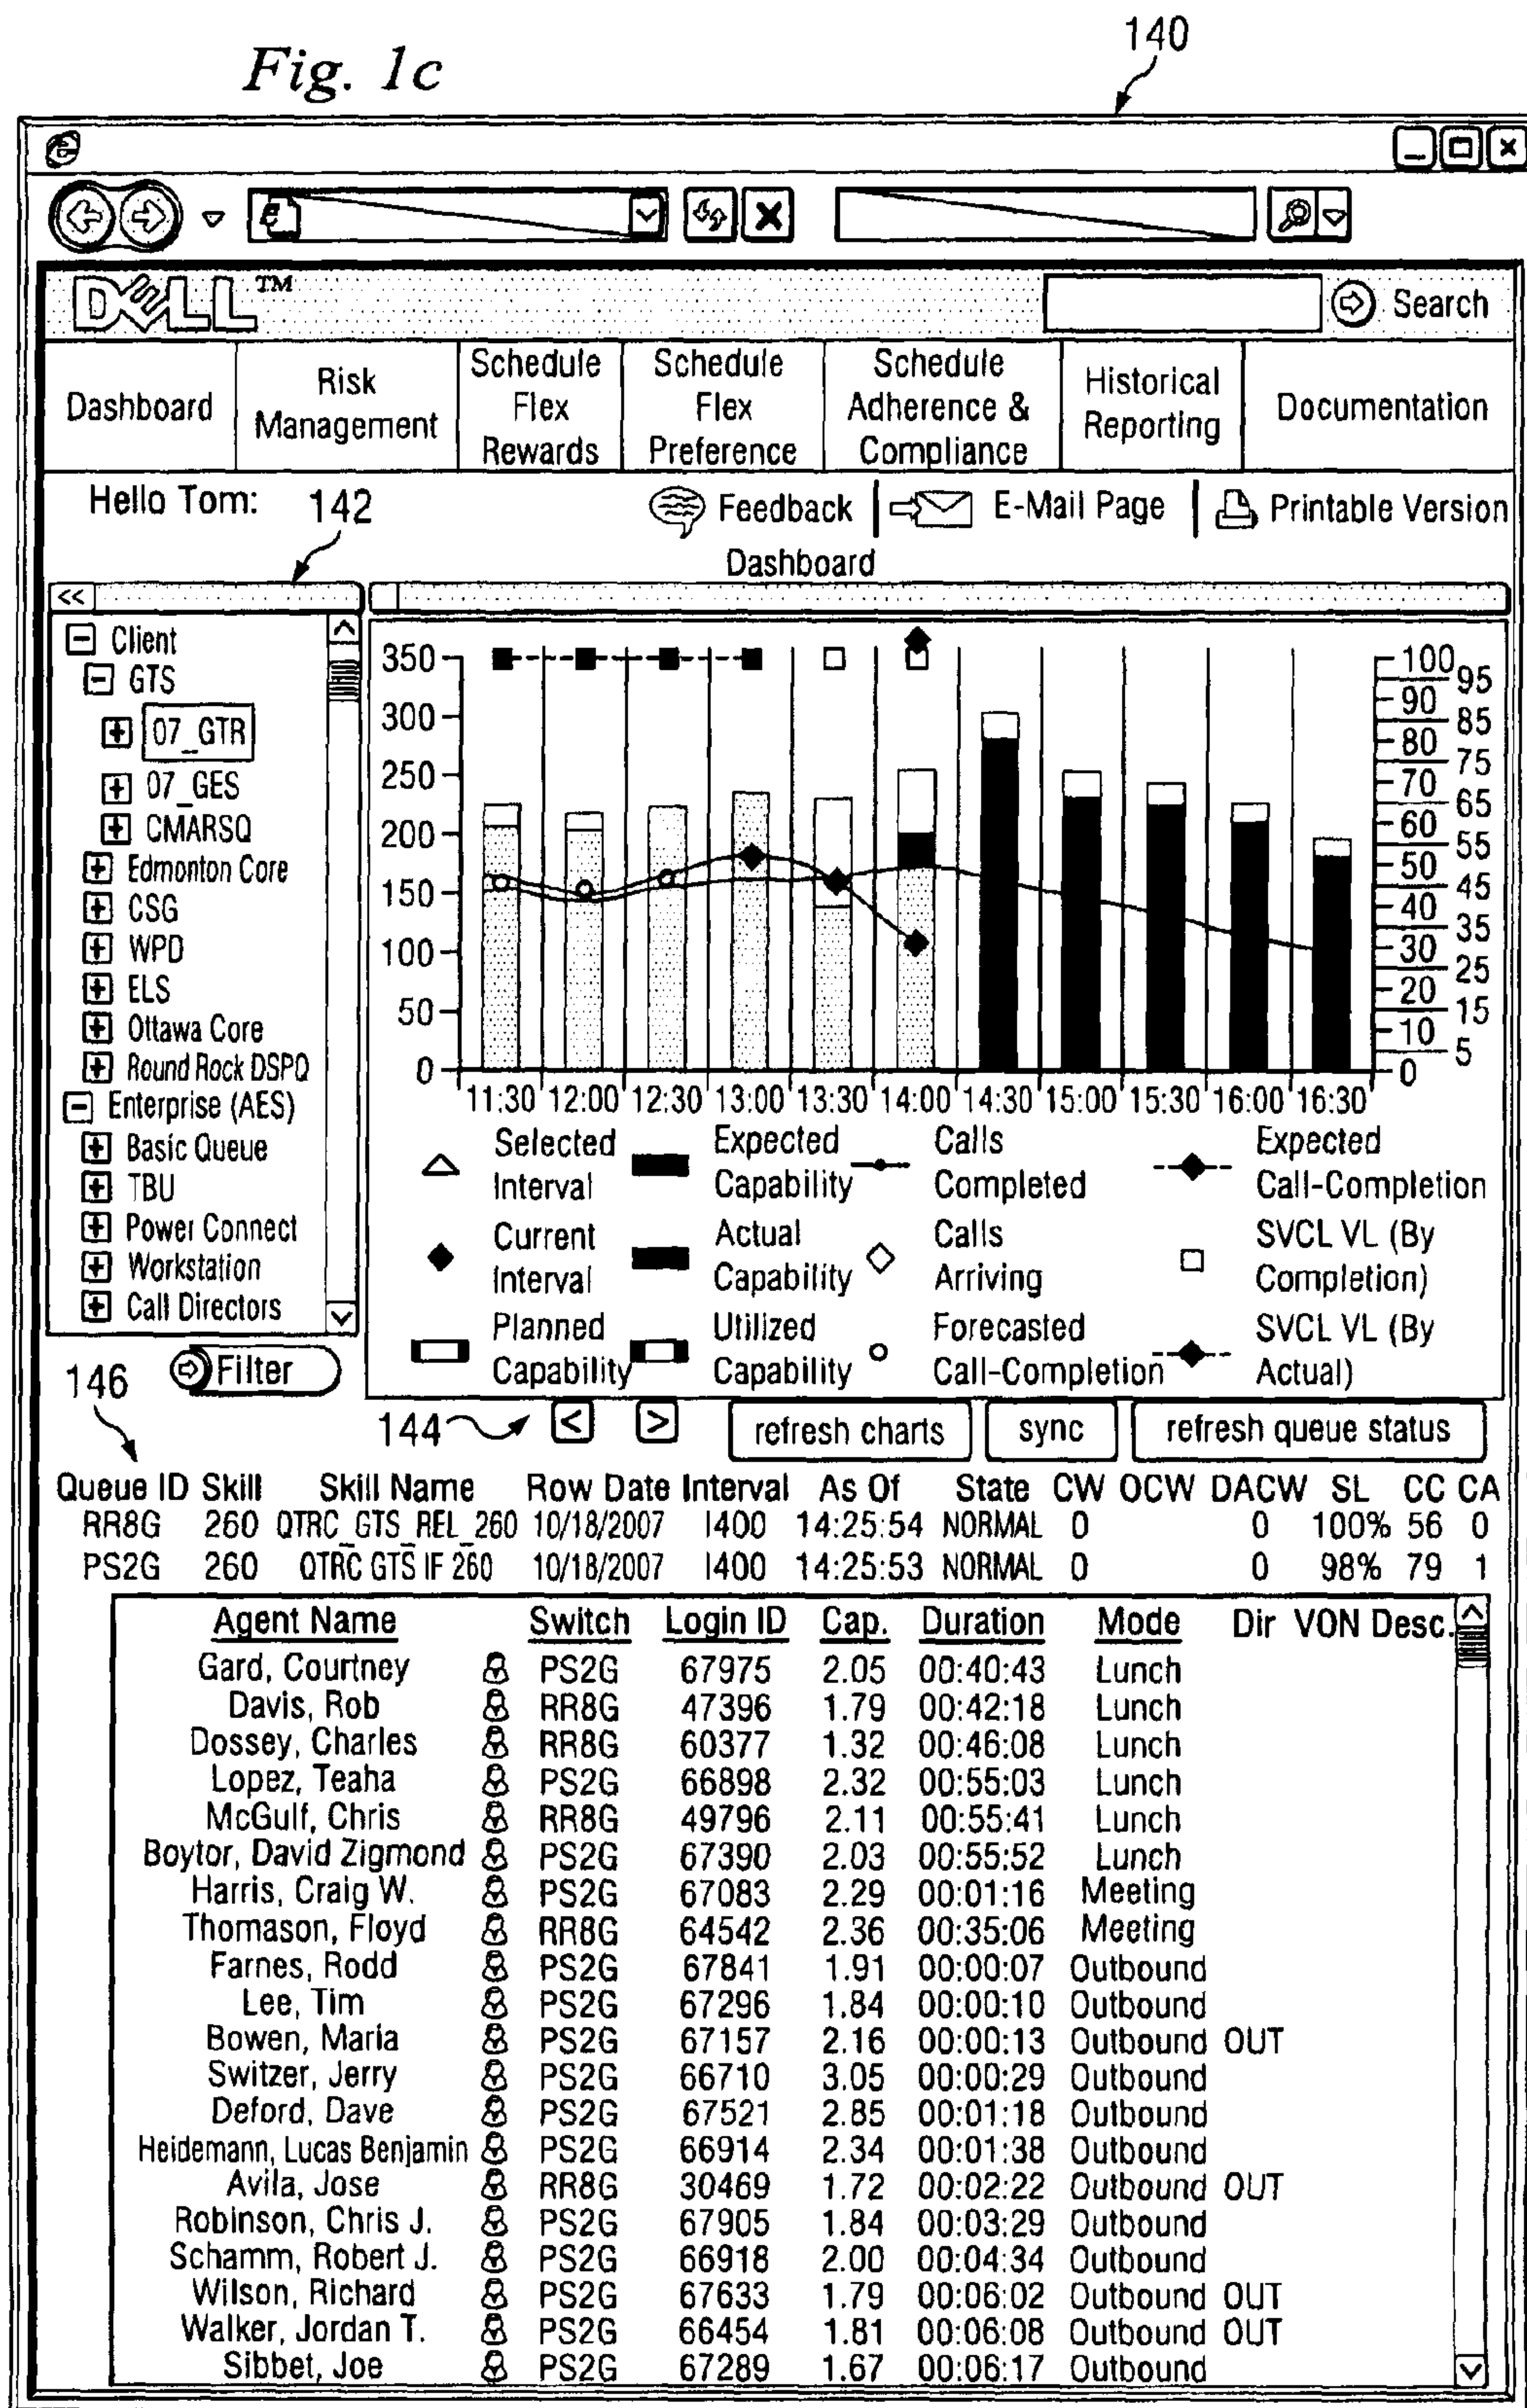 Fig. 1c
140
DELL™
Search
Dashboard
Risk Management
Schedule Flex Rewards
Schedule Flex Preference
Schedule Adherence & Compliance
Historical Reporting
Documentation
Hello Tom:
142
Feedback
E-Mail Page
Printable Version
Dashboard
<<
Client
GTS
07_GTR
07_GES
CMARSQ
Edmonton Core
CSG
WPD
ELS
Ottawa Core
Round Rock DSPQ
Enterprise (AES)
Basic Queue
TBU
Power Connect
Workstation
Call Directors
Filter
350
300
250
200
150
100
50
0
100
95
90
85
80
75
70
65
60
55
50
45
40
35
30
25
20
15
10
5
0
11:30 12:00 12:30 13:00 13:30 14:00 14:30 15:00 15:30 16:00 16:30
Selected Interval
Expected Capability
Calls Completed
Expected Call-Completion
Current Interval
Actual Capability
Calls Arriving
SVCL VL (By Completion)
Planned Capability
Utilized Capability
Forecasted Call-Completion
SVCL VL (By Actual)
146
144
< >
refresh charts
sync
refresh queue status
Queue ID Skill Skill Name Row Date Interval As Of State CW OCW DACW SL CC CA
RR8G 260 QTRC_GTS_REL_260 10/18/2007 1400 14:25:54 NORMAL 0 0 100% 56 0
PS2G 260 QTRC GTS IF 260 10/18/2007 1400 14:25:53 NORMAL 0 0 98% 79 1
Agent Name Switch Login ID Cap. Duration Mode Dir VON Desc.
Gard, Courtney PS2G 67975 2.05 00:40:43 Lunch
Davis, Rob RR8G 47396 1.79 00:42:18 Lunch
Dossey, Charles RR8G 60377 1.32 00:46:08 Lunch
Lopez, Teaha PS2G 66898 2.32 00:55:03 Lunch
McGulf, Chris RR8G 49796 2.11 00:55:41 Lunch
Boytor, David Zigmond PS2G 67390 2.03 00:55:52 Lunch
Harris, Craig W. PS2G 67083 2.29 00:01:16 Meeting
Thomason, Floyd RR8G 64542 2.36 00:35:06 Meeting
Farnes, Rodd PS2G 67841 1.91 00:00:07 Outbound
Lee, Tim PS2G 67296 1.84 00:00:10 Outbound
Bowen, Maria PS2G 67157 2.16 00:00:13 Outbound OUT
Switzer, Jerry PS2G 66710 3.05 00:00:29 Outbound
Deford, Dave PS2G 67521 2.85 00:01:18 Outbound
Heidemann, Lucas Benjamin PS2G 66914 2.34 00:01:38 Outbound
Avila, Jose RR8G 30469 1.72 00:02:22 Outbound OUT
Robinson, Chris J. PS2G 67905 1.84 00:03:29 Outbound
Schamm, Robert J. PS2G 66918 2.00 00:04:34 Outbound
Wilson, Richard PS2G 67633 1.79 00:06:02 Outbound OUT
Walker, Jordan T. PS2G 66454 1.81 00:06:08 Outbound OUT
Sibbet, Joe PS2G 67289 1.67 00:06:17 Outbound